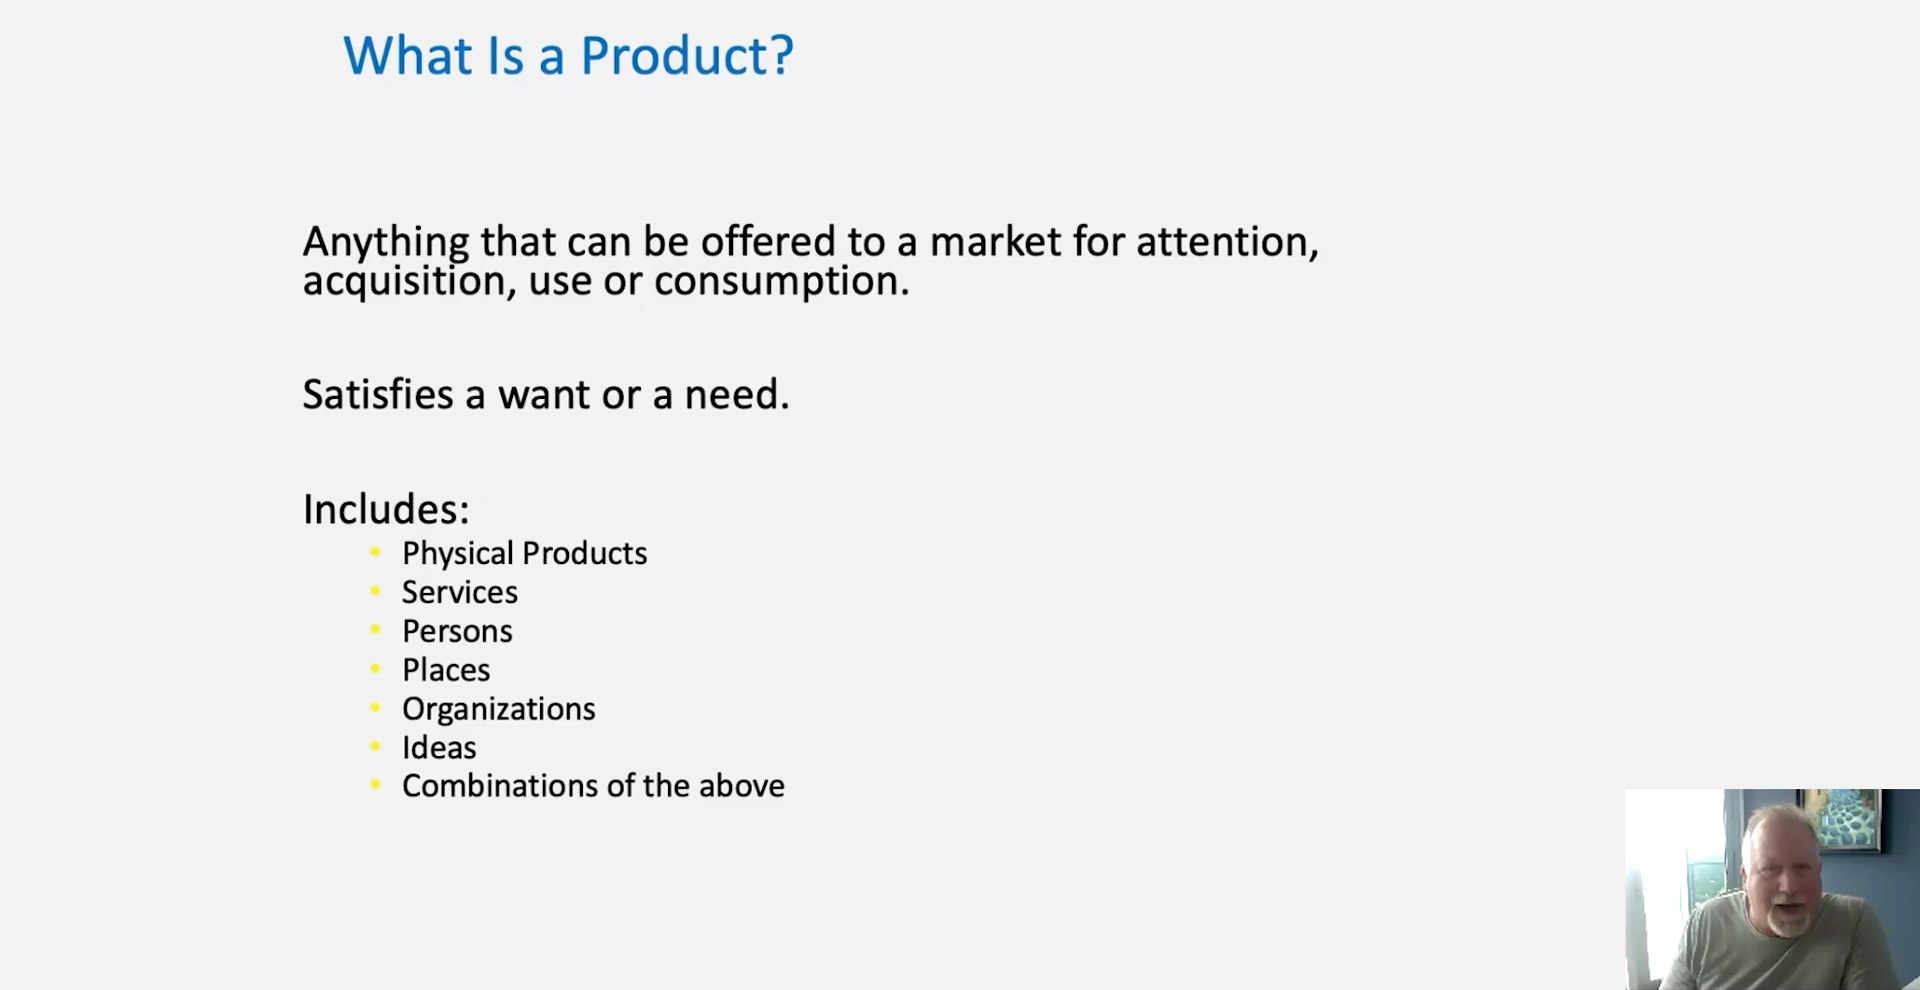 What Is a Product?
Anything that can be offered to a market for attention,
acquisition, use or consumption.
Satisfies a want or a need.
Includes:
• Physical Products
• Services
• Persons
• Places
• Organizations
• Ideas
• Combinations of the above